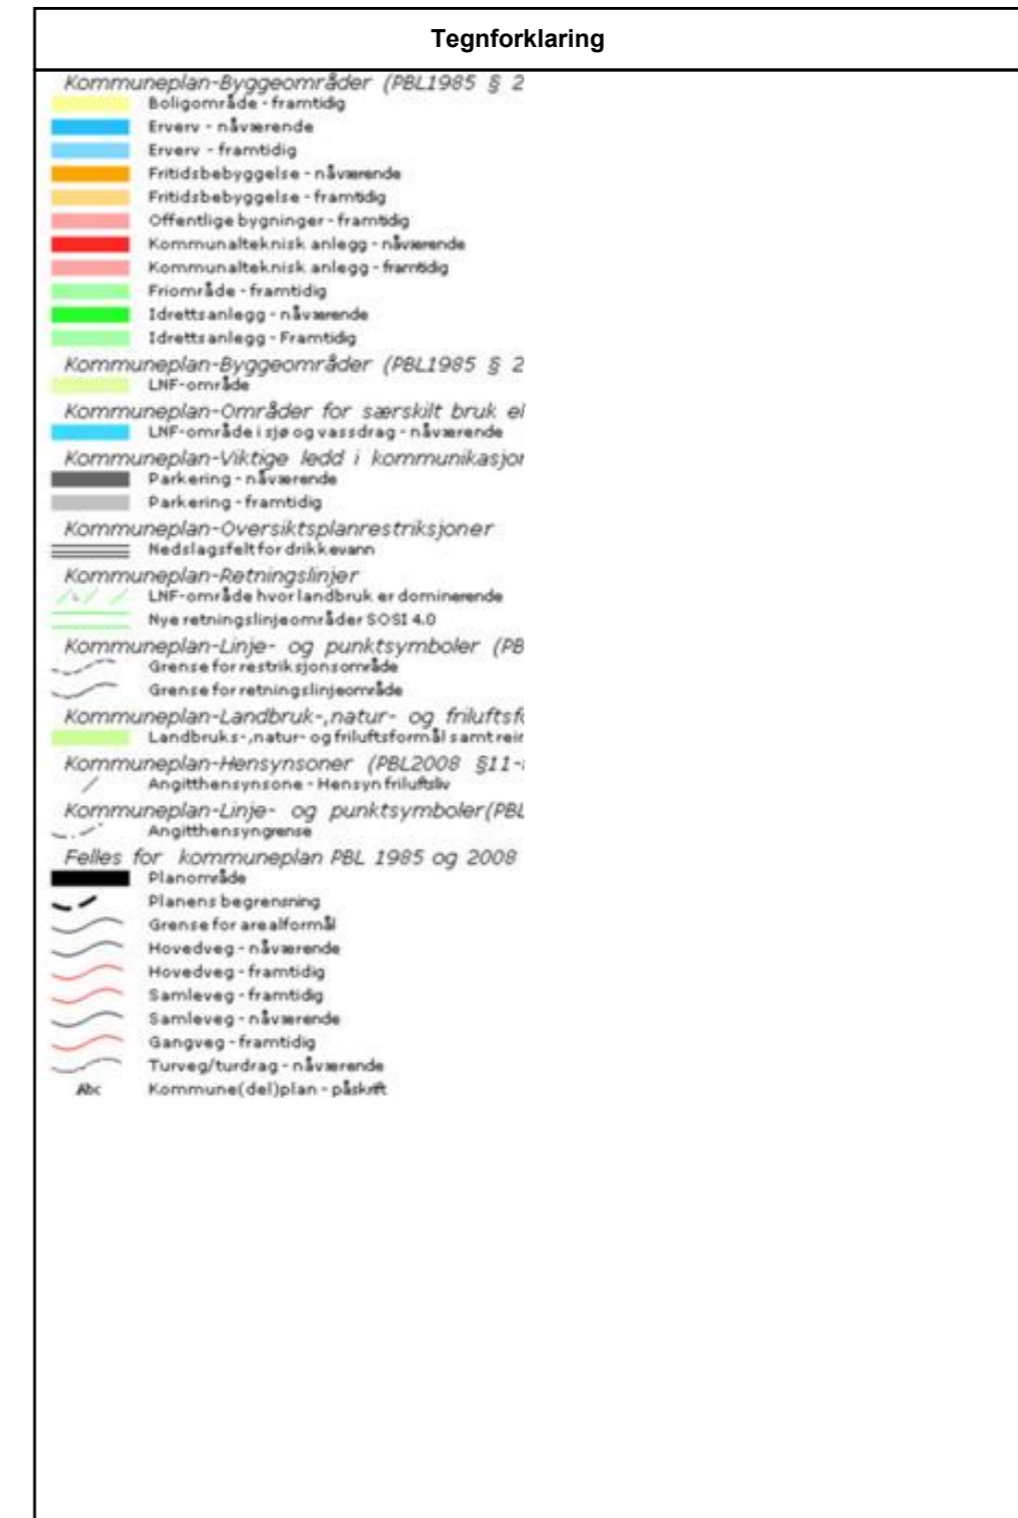 Tegnforklaring
Kommuneplan-Byggeområder (PBL1985 § 2
Boligområde - framtidig
Erverv - nåværende
Erverv - framtidig
Fritidsbebyggelse - nåværende
Fritidsbebyggelse - framtidig
Offentlige bygninger - framtidig
Kommunalteknisk anlegg - nåværende
Kommunalteknisk anlegg - framtidig
Friområde - framtidig
Idrettsanlegg - nåværende
Idrettsanlegg - Framtidig
Kommuneplan-Byggeområder (PBL1985 § 2
LNF-område
Kommuneplan-Områder for særskilt bruk el
LNF-område i sjø og vassdrag - nåværende
Kommuneplan-Viktige ledd i kommunikasjor
Parkering - nåværende
Parkering - framtidig
Kommuneplan-Oversiktsplanrestriksjoner
Nedslagsfelt for drikkevann
Kommuneplan-Retningslinjer
LNF-område hvor landbruk er dominerende
Nye retningslinjeområder SOSI 4.0
Kommuneplan-Linje- og punktsymboler (PB
Grense for restriksjonsområde
Grense for retningslinjeområde
Kommuneplan-Landbruk-,natur- og friluftsfo
Landbruks-,natur- og friluftsformål samt rein
Kommuneplan-Hensynsoner (PBL2008 §11-
Angitthensynsone - Hensyn friluftsliv
Kommuneplan-Linje- og punktsymboler(PBL
Angitthensyngrense
Felles for kommuneplan PBL 1985 og 2008
Planområde
Planens begrensning
Grense for arealformål
Hovedveg - nåværende
Hovedveg - framtidig
Samleveg - framtidig
Samleveg - nåværende
Gangveg - framtidig
Turveg/turdrag - nåværende
Abc Kommune(del)plan - påskrift